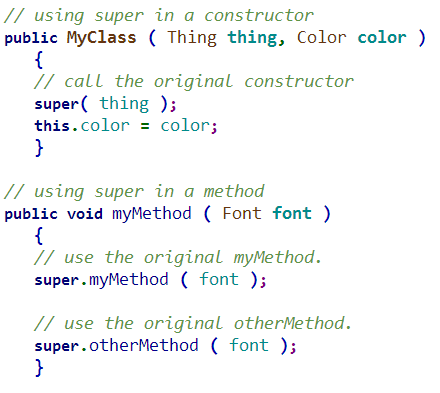 // using super in a constructor
public MyClass ( Thing thing, Color color )
{
// call the original constructor
super( thing );
this.color = color;
}
// using super in a method
public void myMethod ( Font font )
{
// use the original myMethod.
super.myMethod ( font );
// use the original otherMethod.
super.otherMethod ( font );
}